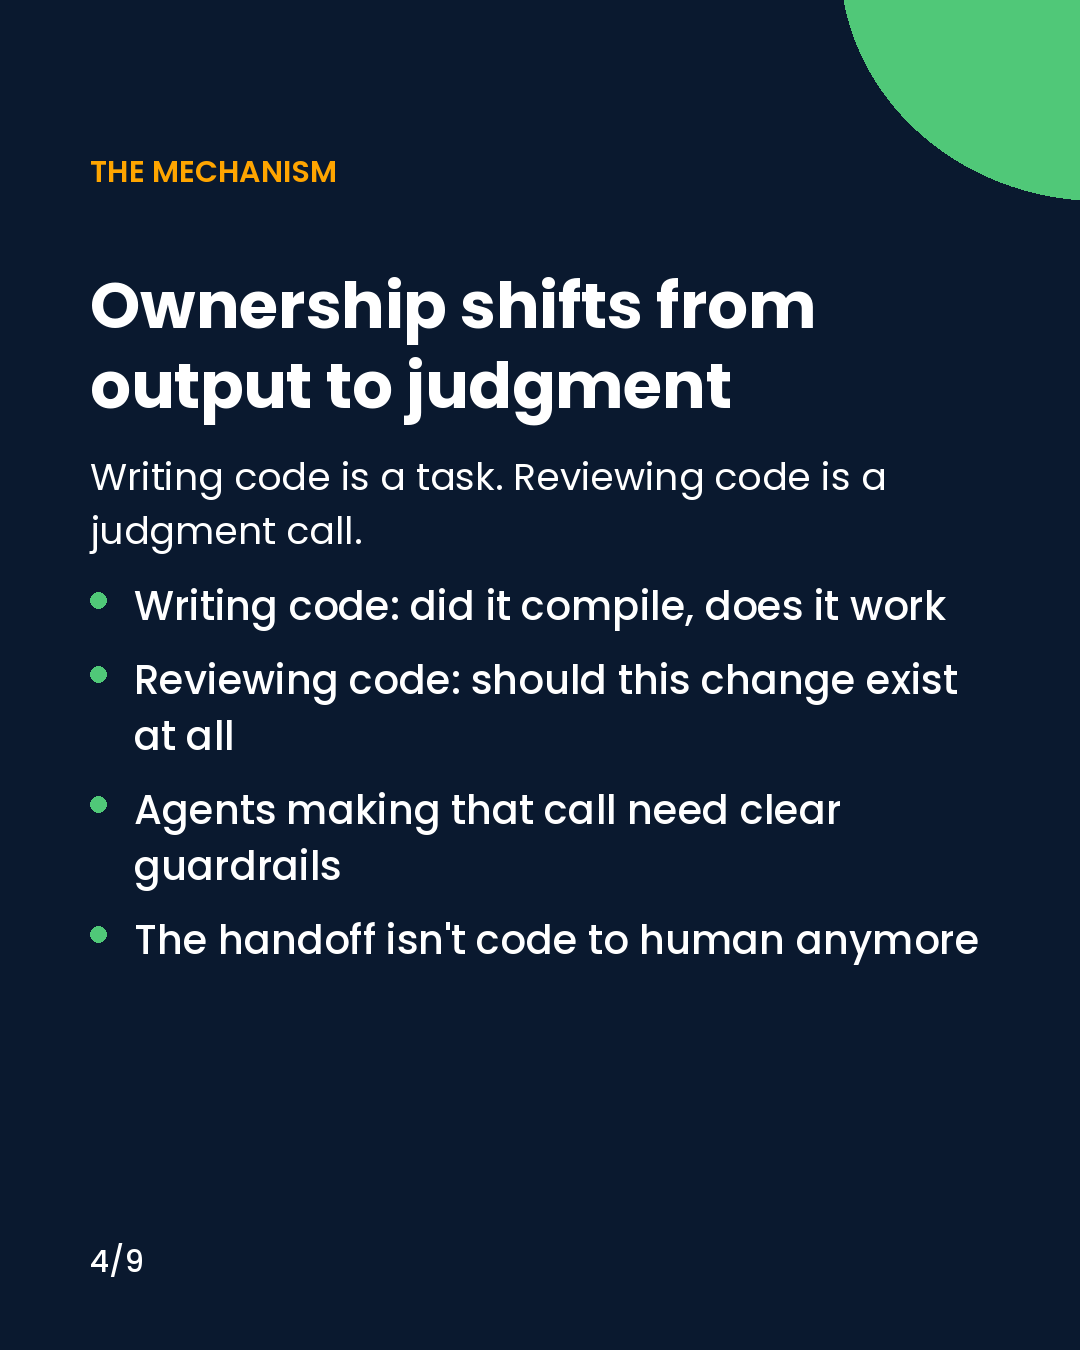 THE MECHANISM
Ownership shifts from
output to judgment
Writing code is a task. Reviewing code is a
judgment call.
Writing code: did it compile, does it work
Reviewing code: should this change exist
at all
Agents making that call need clear
guardrails
The handoff isn't code to human anymore
4/9